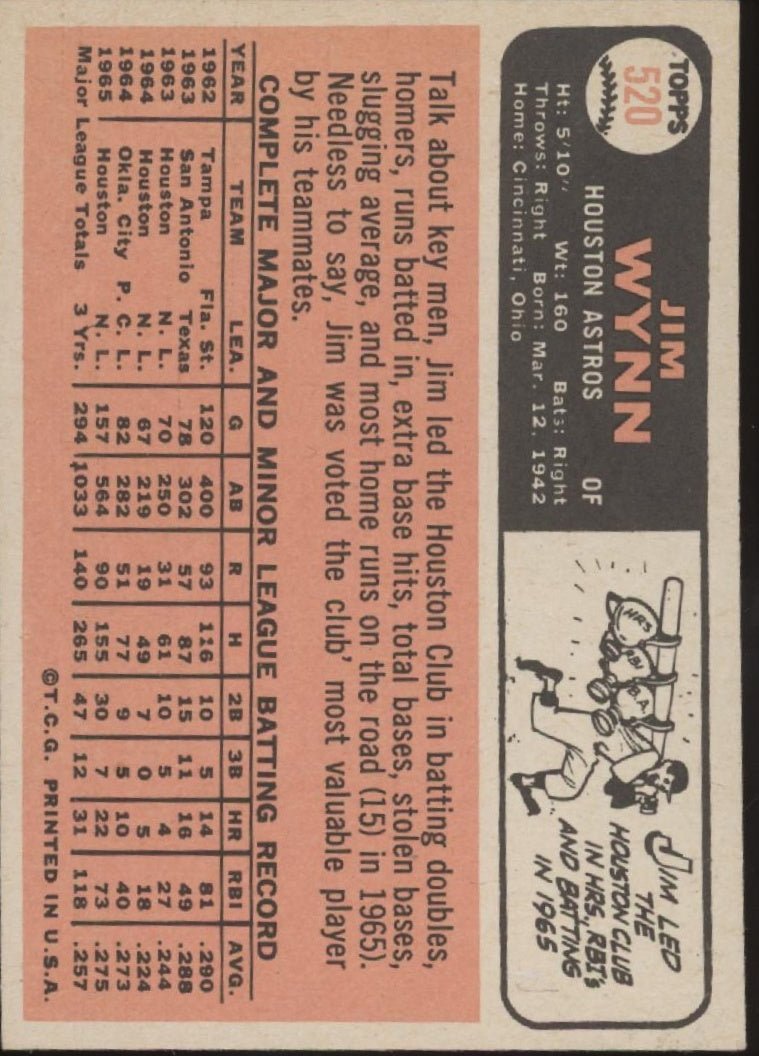 TOPPS
520
JIM
WYNN
HOUSTON ASTROS OF
Ht: 5'10" Wt: 160 Bats: Right
Throws: Right Born: Mar. 12, 1942
Home: Cincinnati, Ohio
HRS
RBI
B.A.
JIM LED
THE
HOUSTON CLUB
IN HRS, RBI's
AND BATTING
IN 1965
Talk about key men, Jim led the Houston Club in batting doubles,
homers, runs batted in, extra base hits, total bases, stolen bases,
slugging average, and most home runs on the road (15) in 1965).
Needless to say, Jim was voted the club' most valuable player
by his teammates.
COMPLETE MAJOR AND MINOR LEAGUE BATTING RECORD
YEAR TEAM LEA. G AB R H 2B 3B HR RBI AVG.
1962 Tampa Fla. St. 120 400 93 116 10 5 14 81 .290
1963 San Antonio Texas 78 302 57 87 15 11 16 49 .288
1963 Houston N. L. 70 250 31 61 10 5 4 27 .244
1964 Houston N. L. 67 219 19 49 7 0 5 18 .224
1964 Okla. City P. C. L. 82 282 51 77 9 5 10 40 .273
1965 Houston N. L. 157 564 90 155 30 7 22 73 .275
Major League Totals 3 Yrs. 294 1033 140 265 47 12 31 118 .257
©T.C.G. PRINTED IN U.S.A.